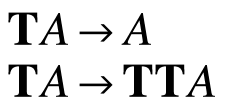 𝐓𝐴 → 𝐴
𝐓𝐴 → 𝐓𝐓𝐴